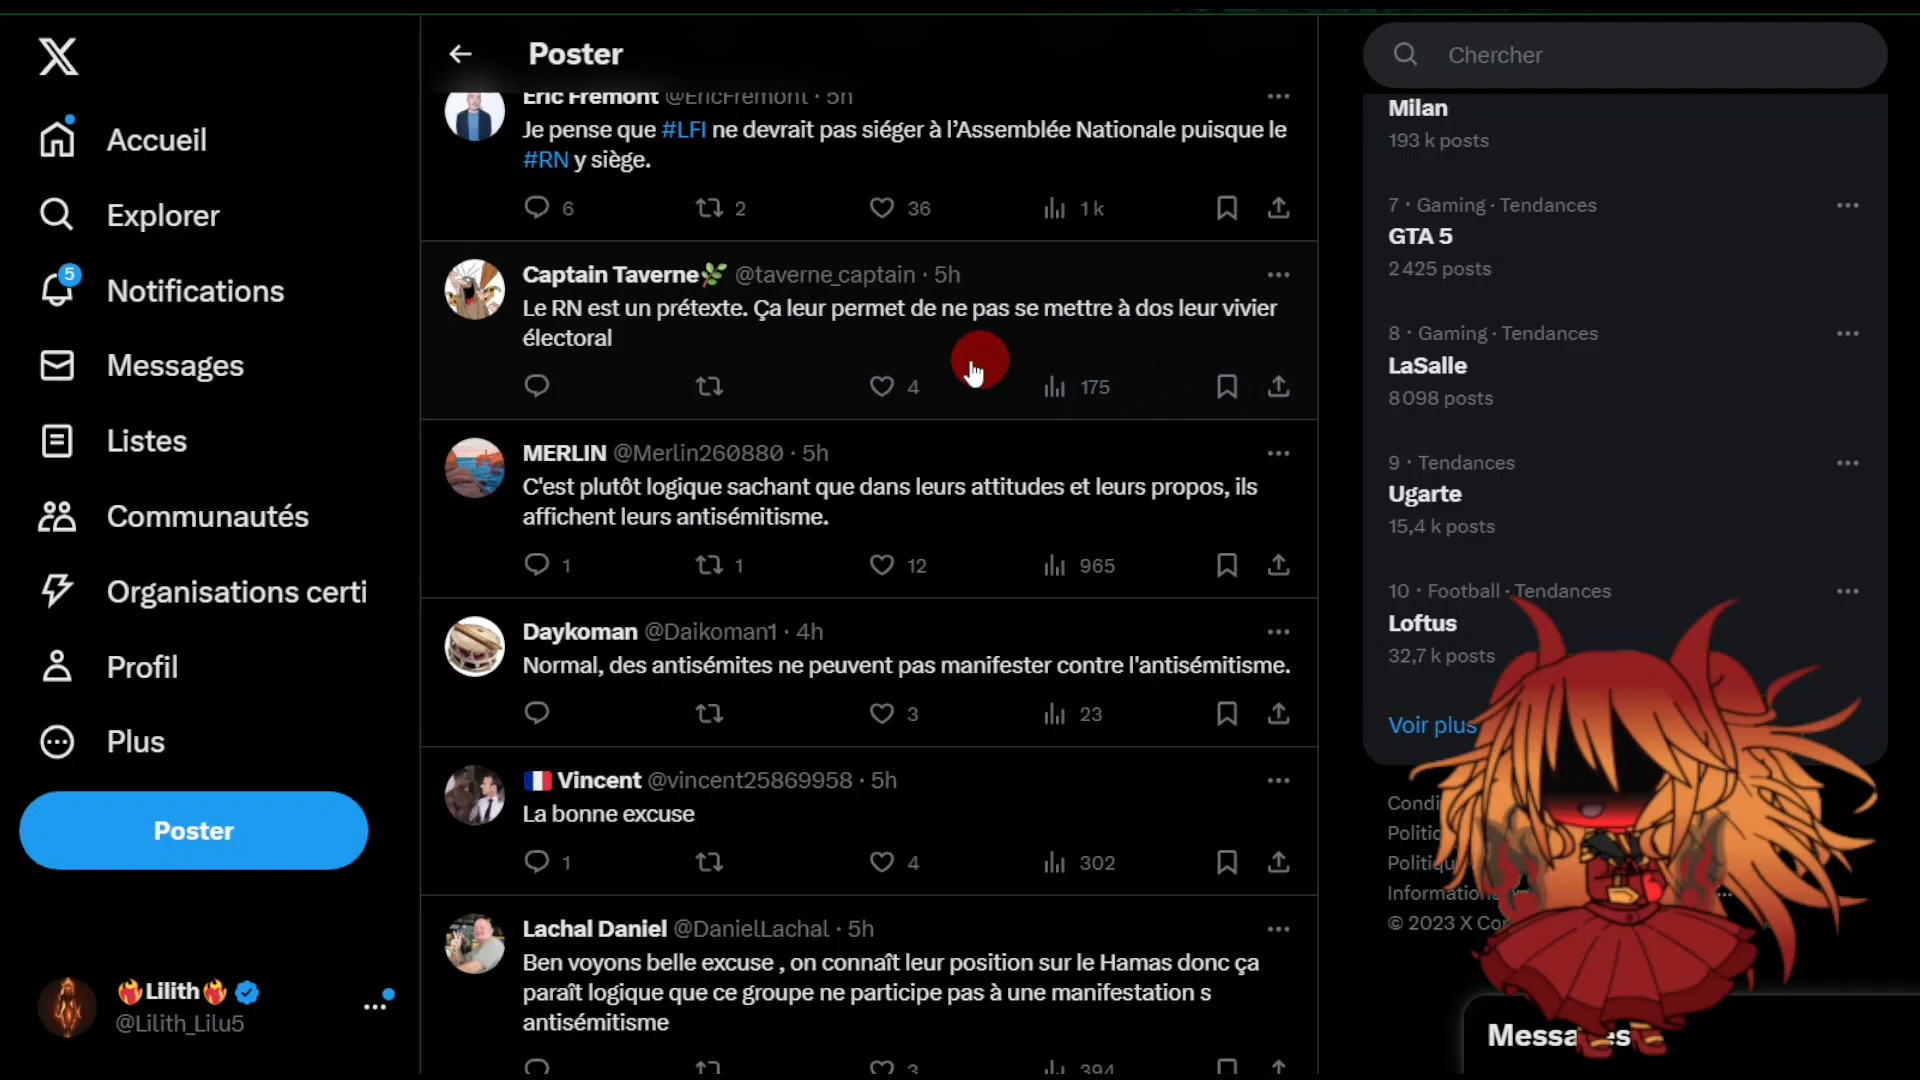 Accueil
Explorer
5
Notifications
Messages
Listes
Communautés
Organisations certi
Profil
Plus
Poster
Lilith
@Lilith_Lilu5
Poster
Eric Fremont @EricFremont · 5h
Je pense que #LFI ne devrait pas siéger à l'Assemblée Nationale puisque le
#RN y siège.
6 2 36 1 k
Captain Taverne @taverne_captain · 5h
Le RN est un prétexte. Ça leur permet de ne pas se mettre à dos leur vivier
électoral
4 175
MERLIN @Merlin260880 · 5h
C'est plutôt logique sachant que dans leurs attitudes et leurs propos, ils
affichent leurs antisémitisme.
1 1 12 965
Daykoman @Daikoman1 · 4h
Normal, des antisémites ne peuvent pas manifester contre l'antisémitisme.
3 23
Vincent @vincent25869958 · 5h
La bonne excuse
1 4 302
Lachal Daniel @DanielLachal · 5h
Ben voyons belle excuse , on connaît leur position sur le Hamas donc ça
paraît logique que ce groupe ne participe pas à une manifestation s
antisémitisme
3 394
Chercher
Milan
193 k posts
7 · Gaming · Tendances
GTA 5
2 425 posts
8 · Gaming · Tendances
LaSalle
8 098 posts
9 · Tendances
Ugarte
15,4 k posts
10 · Football · Tendances
Loftus
32,7 k posts
Voir plus
Condi
Politi
Politiqu
Information
© 2023 X Cor
Messages